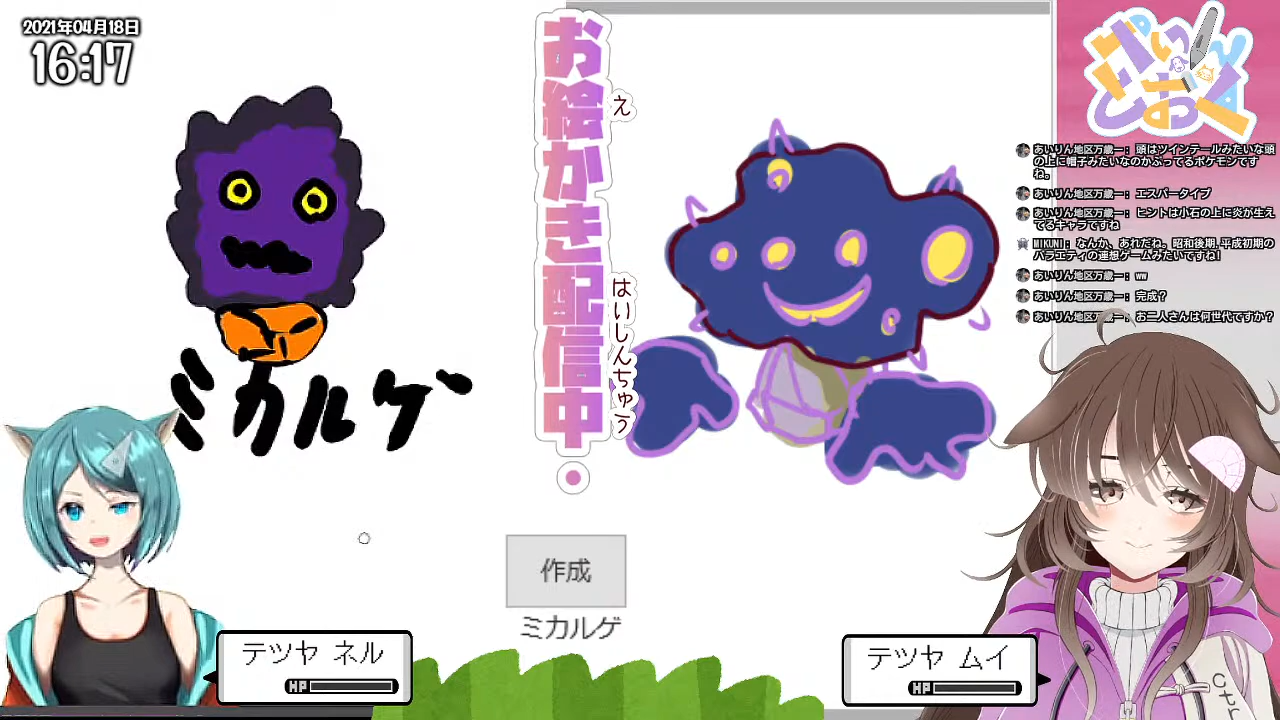 2021年04月18日
16:17
お絵かき配信中
え
はいしんちゅう
あいりん地区万歳一：頭はツインテールみたいな頭
の上に帽子みたいなのかぶってるポケモンです
ね。
あいりん地区万歳一：エスパータイプ
あいりん地区万歳一：ヒントは小石の上に炎が生え
てるキャラですね
MIKUNI：なんか、あれだね。昭和後期,平成初期の
バラエティの連想ゲームみたいですね!
あいりん地区万歳一：ww
あいりん地区万歳一：完成？
あいりん地区万歳一：お二人さんは何世代ですか？
ミカルゲ
作成
ミカルゲ
テツヤ ネル
HP
テツヤ ムイ
HP